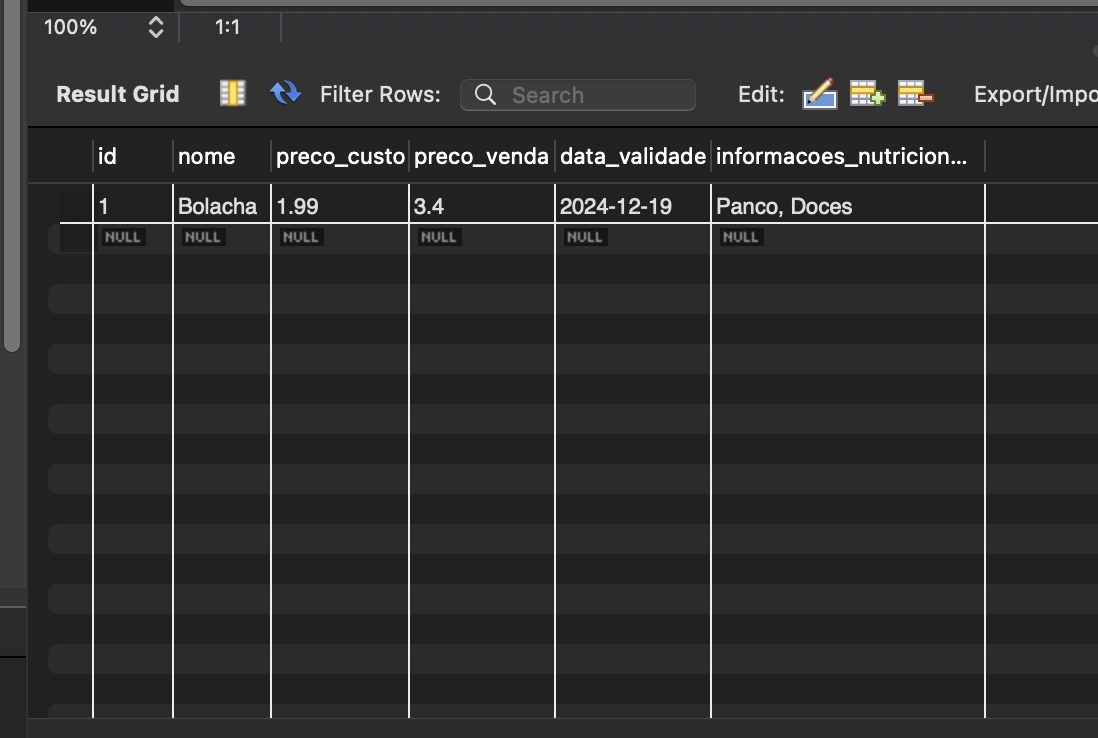 100% 1:1
Result Grid Filter Rows: Search Edit: Export/Impo
id nome preco_custo preco_venda data_validade informacoes_nutricion...
1 Bolacha 1.99 3.4 2024-12-19 Panco, Doces
NULL NULL NULL NULL NULL NULL